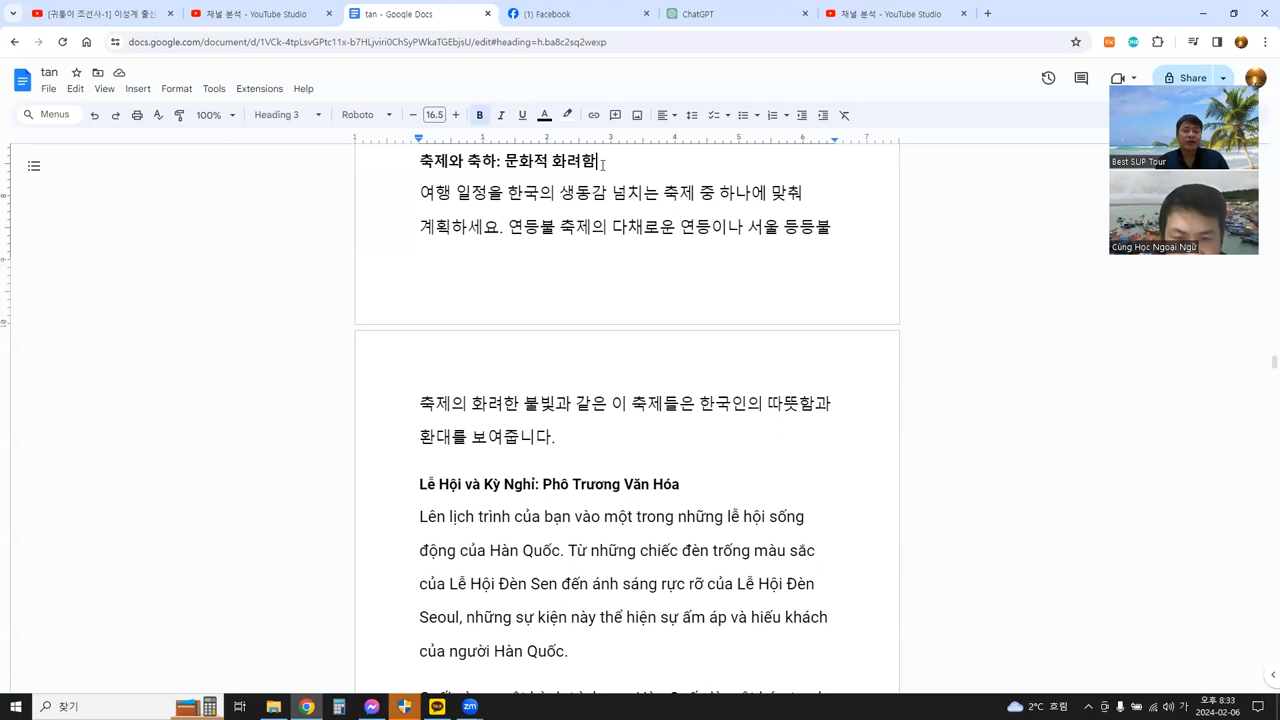 [귀틀이 조선사-1] 이석계 출신
채널 분석 - YouTube Studio
tan - Google Docs
(1) Facebook
ChatGPT
채널 분석 - YouTube Studio
docs.google.com/document/d/1VCk-4tpLsvGPtc11x-b7HLjviri0ChSyPWkaTGEbjsU/edit#heading=h.ba8c2sq2wexp
tan
File Edit View Insert Format Tools Extensions Help
Share
Menus 100% Heading 3 Roboto 16.5
1 1 2 3 4 5 6 7
축제와 축하: 문화적 화려함
여행 일정을 한국의 생동감 넘치는 축제 중 하나에 맞춰
계획하세요. 연등불 축제의 다채로운 연등이나 서울 등등불
축제의 화려한 불빛과 같은 이 축제들은 한국인의 따뜻함과
환대를 보여줍니다.
Lễ Hội và Kỳ Nghỉ: Phô Trương Văn Hóa
Lên lịch trình của bạn vào một trong những lễ hội sống
động của Hàn Quốc. Từ những chiếc đèn trống màu sắc
của Lễ Hội Đèn Sen đến ánh sáng rực rỡ của Lễ Hội Đèn
Seoul, những sự kiện này thể hiện sự ấm áp và hiếu khách
của người Hàn Quốc.
Best SUP Tour
Cùng Học Ngoại Ngữ
찾기
2°C 흐림
가
오후 8:33
2024-02-06